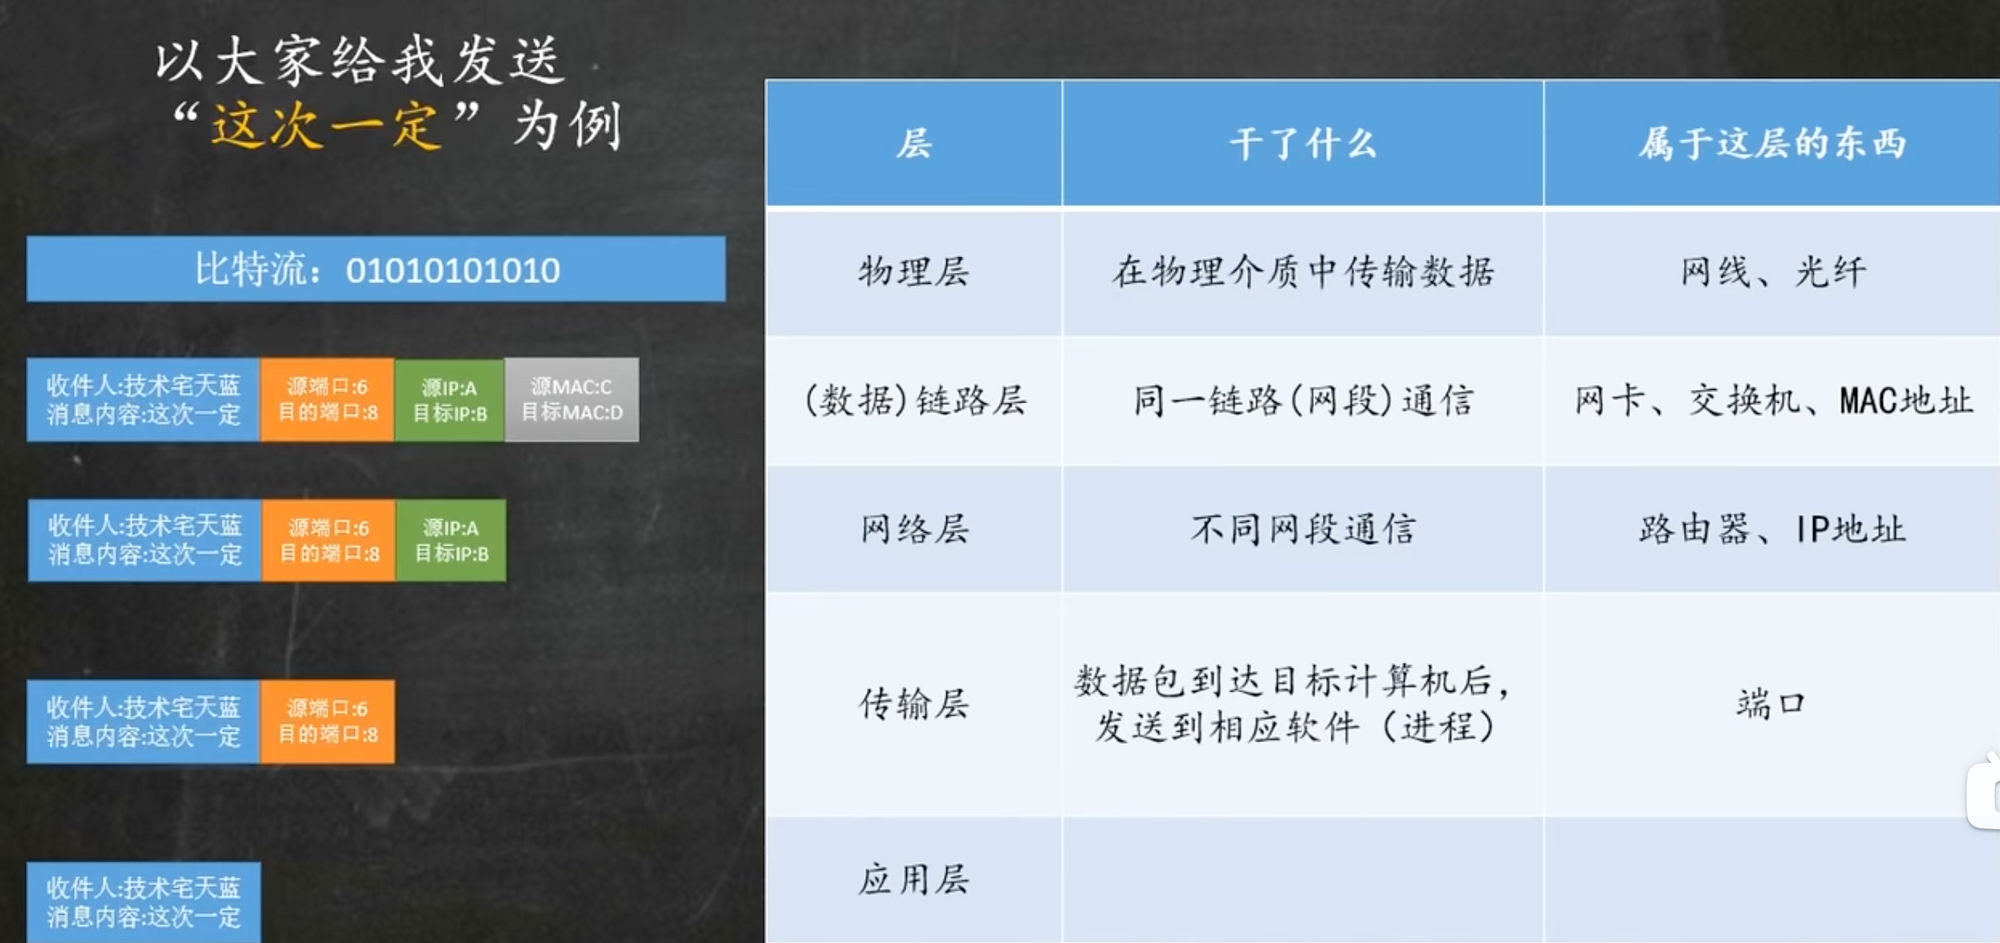 以大家给我发送
“这次一定”为例
比特流：01010101010
收件人:技术宅天蓝
消息内容:这次一定
源端口:6
目的端口:8
源IP:A
目标IP:B
源MAC:C
目标MAC:D
收件人:技术宅天蓝
消息内容:这次一定
源端口:6
目的端口:8
源IP:A
目标IP:B
收件人:技术宅天蓝
消息内容:这次一定
源端口:6
目的端口:8
收件人:技术宅天蓝
消息内容:这次一定
层
干了什么
属于这层的东西
物理层
在物理介质中传输数据
网线、光纤
(数据)链路层
同一链路(网段)通信
网卡、交换机、MAC地址
网络层
不同网段通信
路由器、IP地址
传输层
数据包到达目标计算机后，
发送到相应软件（进程）
端口
应用层